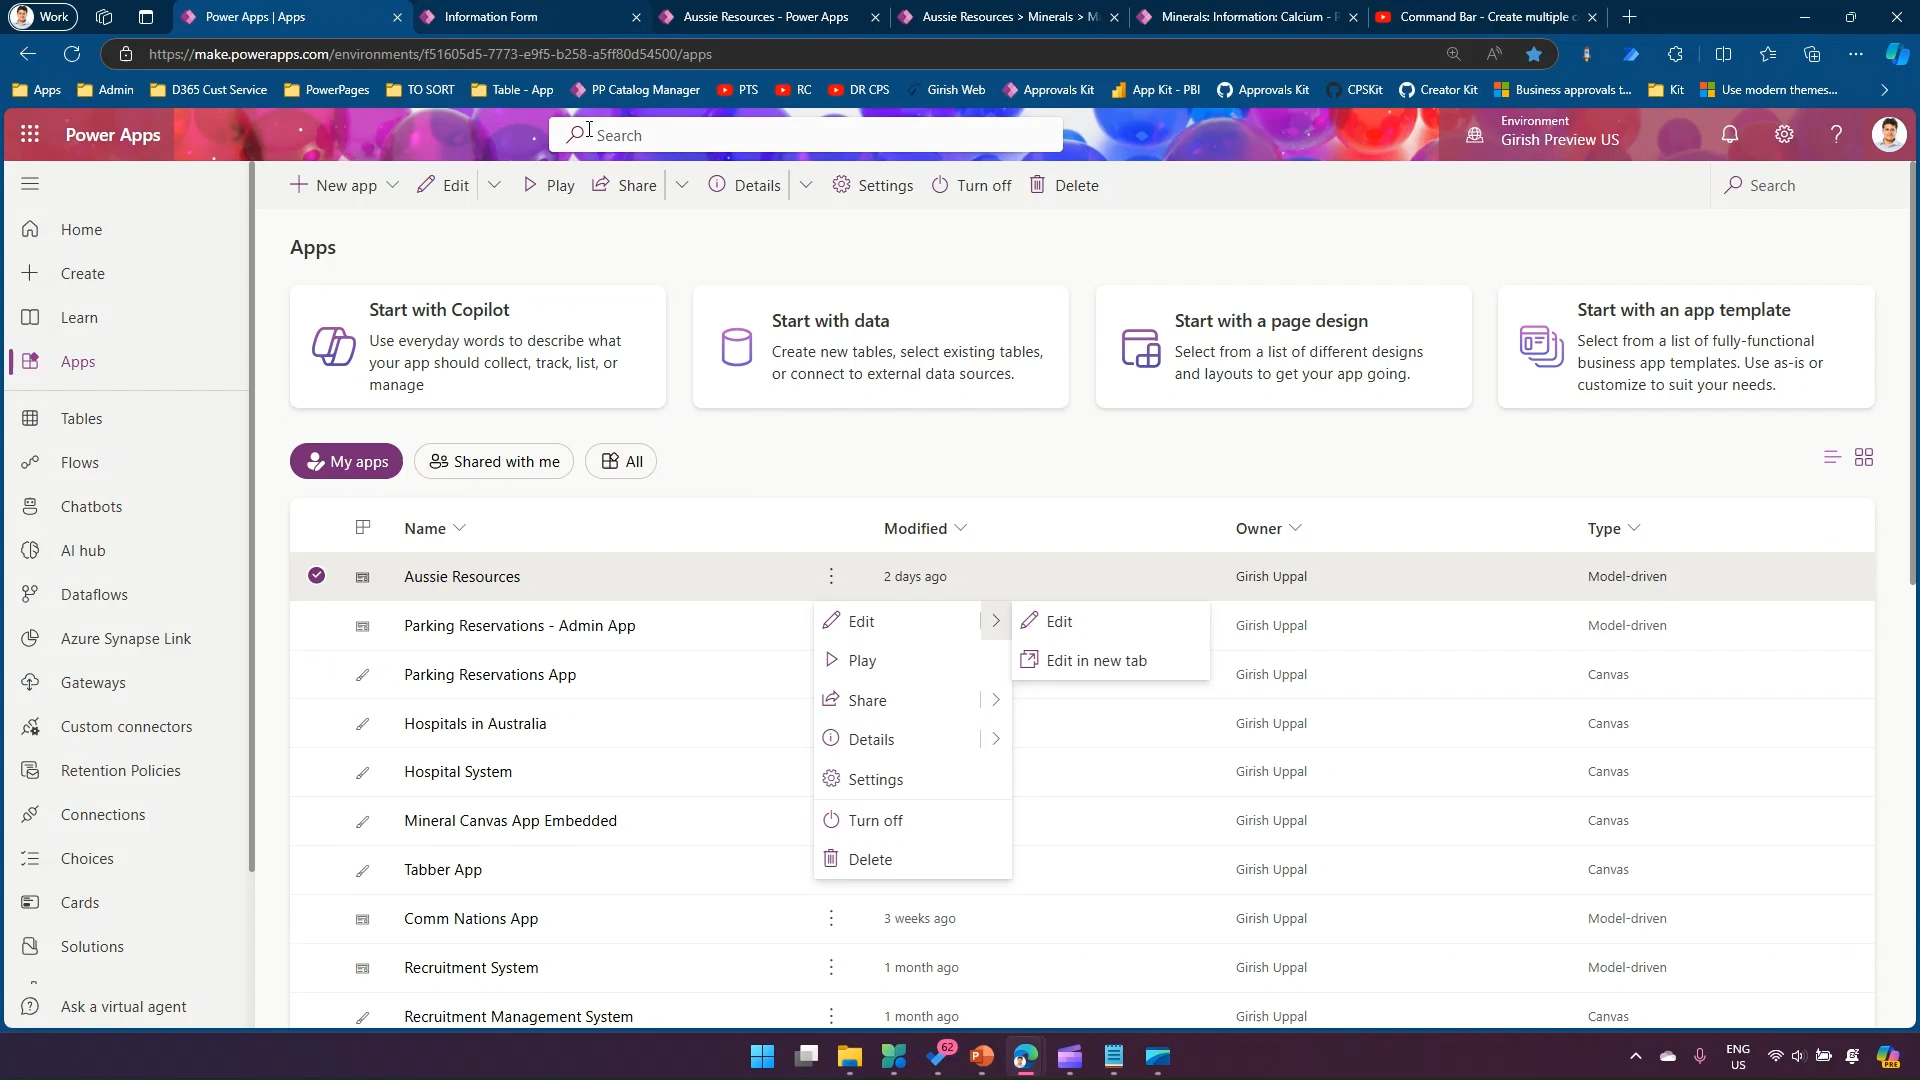 Work
Power Apps | Apps
Information Form
Aussie Resources - Power Apps
Aussie Resources > Minerals > M
Minerals: Information: Calcium - P
Command Bar - Create multiple c
https://make.powerapps.com/environments/f51605d5-7773-e9f5-b258-a5ff80d54500/apps
Apps
Admin
D365 Cust Service
PowerPages
TO SORT
Table - App
PP Catalog Manager
PTS
RC
DR CPS
Girish Web
Approvals Kit
App Kit - PBI
Approvals Kit
CPSKit
Creator Kit
Business approvals t...
Kit
Use modern themes...
Power Apps
Search
Environment
Girish Preview US
New app
Edit
Play
Share
Details
Settings
Turn off
Delete
Search
Home
Create
Learn
Apps
Tables
Flows
Chatbots
AI hub
Dataflows
Azure Synapse Link
Gateways
Custom connectors
Retention Policies
Connections
Choices
Cards
Solutions
Ask a virtual agent
Apps
Start with Copilot
Use everyday words to describe what
your app should collect, track, list, or
manage
Start with data
Create new tables, select existing tables,
or connect to external data sources.
Start with a page design
Select from a list of different designs
and layouts to get your app going.
Start with an app template
Select from a list of fully-functional
business app templates. Use as-is or
customize to suit your needs.
My apps
Shared with me
All
Name Modified Owner Type
Aussie Resources 2 days ago Girish Uppal Model-driven
Parking Reservations - Admin App Girish Uppal Model-driven
Parking Reservations App Girish Uppal Canvas
Hospitals in Australia Girish Uppal Canvas
Hospital System Girish Uppal Canvas
Mineral Canvas App Embedded Girish Uppal Canvas
Tabber App Girish Uppal Canvas
Comm Nations App 3 weeks ago Girish Uppal Model-driven
Recruitment System 1 month ago Girish Uppal Model-driven
Recruitment Management System 1 month ago Girish Uppal Canvas
Edit
Play
Share
Details
Settings
Turn off
Delete
Edit
Edit in new tab
62
ENG
US
PRE